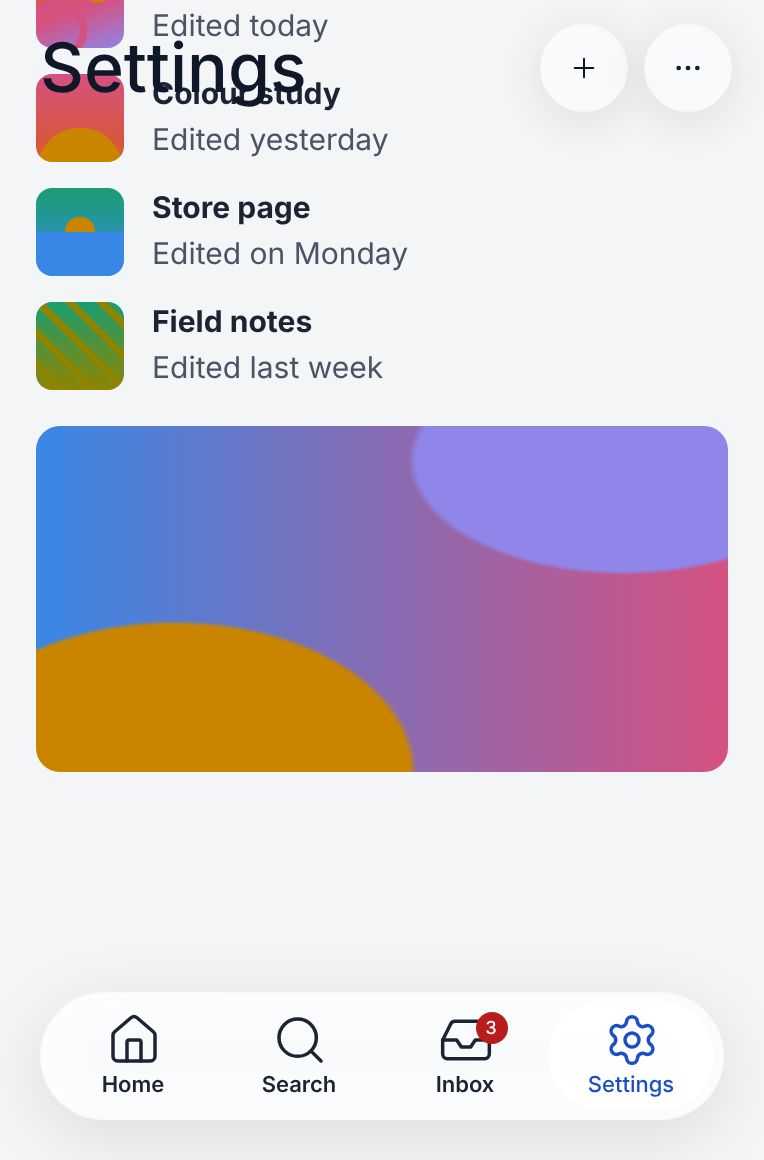 Edited today
Settings
Colour study
Edited yesterday
Store page
Edited on Monday
Field notes
Edited last week
3
Home
Search
Inbox
Settings